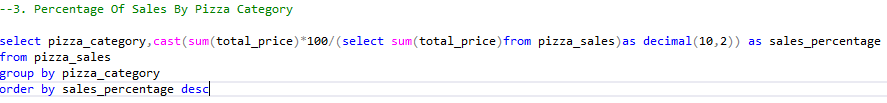 --3. Percentage Of Sales By Pizza Category
select pizza_category,cast(sum(total_price)*100/(select sum(total_price)from pizza_sales)as decimal(10,2)) as sales_percentage
from pizza_sales
group by pizza_category
order by sales_percentage desc